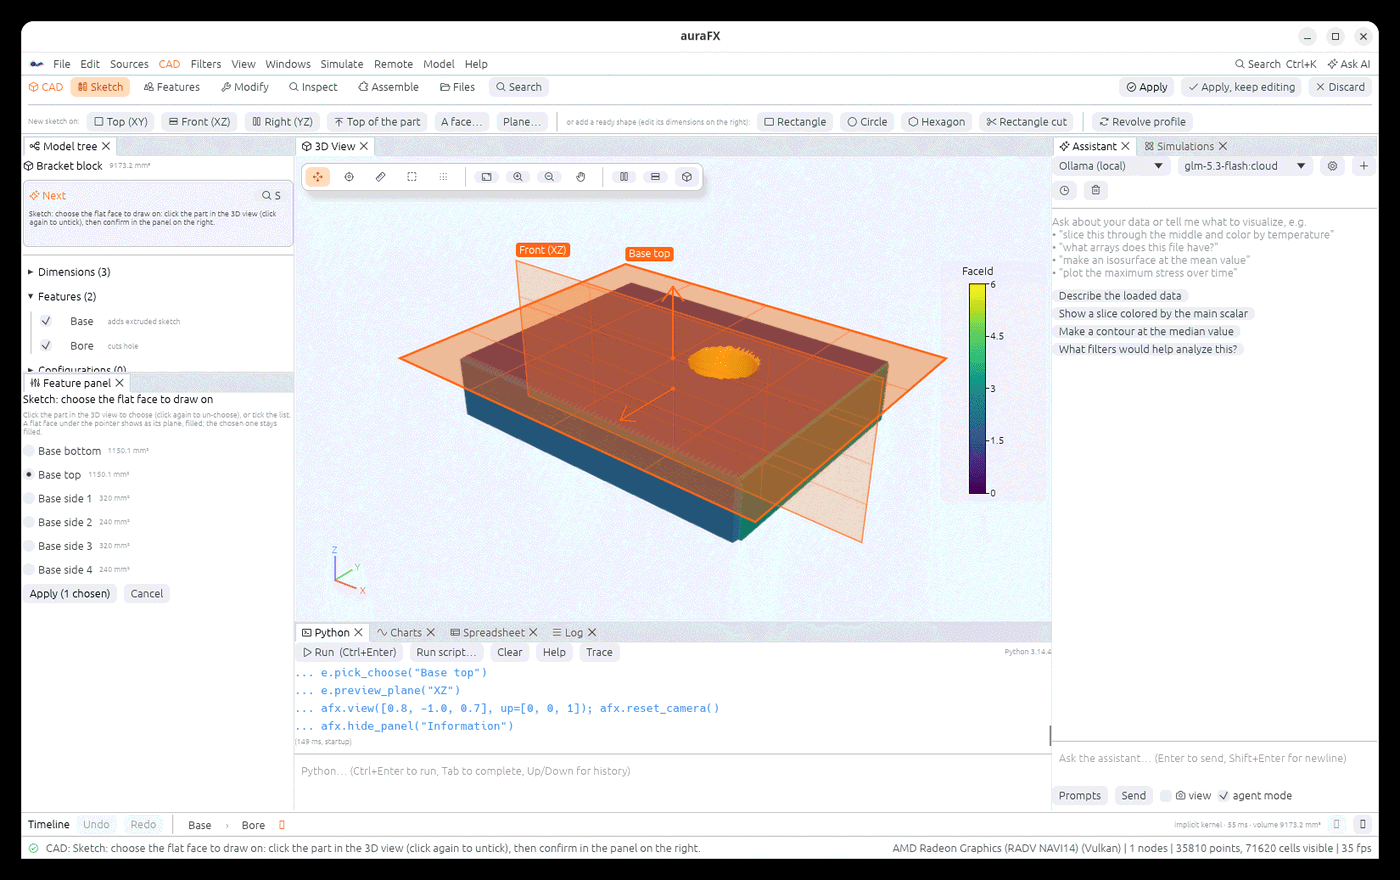 auraFX
File Edit Sources CAD Filters View Windows Simulate Remote Model Help Search Ctrl+K Ask AI
CAD Sketch Features Modify Inspect Assemble Files Search Apply Apply, keep editing Discard
New sketch on: Top (XY) Front (XZ) Right (YZ) Top of the part A face... Plane... or add a ready shape (edit its dimensions on the right): Rectangle Circle Hexagon Rectangle cut Revolve profile
Model tree
Bracket block 9173.2 mm³
Next S
Sketch: choose the flat face to draw on: click the part in the 3D view (click
again to untick), then confirm in the panel on the right.
Dimensions (3)
Features (2)
Base adds extruded sketch
Bore cuts hole
Configurations (0)
Feature panel
Sketch: choose the flat face to draw on
Click the part in the 3D view to choose (click again to un-choose), or tick the list.
A flat face under the pointer shows as its plane, filled; the chosen one stays
filled.
Base bottom 1150.1 mm²
Base top 1150.1 mm²
Base side 1 320 mm²
Base side 2 240 mm²
Base side 3 320 mm²
Base side 4 240 mm²
Apply (1 chosen) Cancel
3D View
Front (XZ)
Base top
FaceId
6
4.5
3
1.5
0
Z
Y
X
Python Charts Spreadsheet Log
Run (Ctrl+Enter) Run script... Clear Help Trace Python 3.14.4
... e.pick_choose("Base top")
... e.preview_plane("XZ")
... afx.view([0.8, -1.0, 0.7], up=[0, 0, 1]); afx.reset_camera()
... afx.hide_panel("Information")
(149 ms, startup)
Python... (Ctrl+Enter to run, Tab to complete, Up/Down for history)
Assistant Simulations
Ollama (local) glm-5.3-flash:cloud
Ask about your data or tell me what to visualize, e.g.
• "slice this through the middle and color by temperature"
• "what arrays does this file have?"
• "make an isosurface at the mean value"
• "plot the maximum stress over time"
Describe the loaded data
Show a slice colored by the main scalar
Make a contour at the median value
What filters would help analyze this?
Ask the assistant... (Enter to send, Shift+Enter for newline)
Prompts Send view agent mode
Timeline Undo Redo Base › Bore Implicit kernel · 55 ms · volume 9173.2 mm³
CAD: Sketch: choose the flat face to draw on: click the part in the 3D view (click again to untick), then confirm in the panel on the right. AMD Radeon Graphics (RADV NAVI14) (Vulkan) | 1 nodes | 35810 points, 71620 cells visible | 35 fps